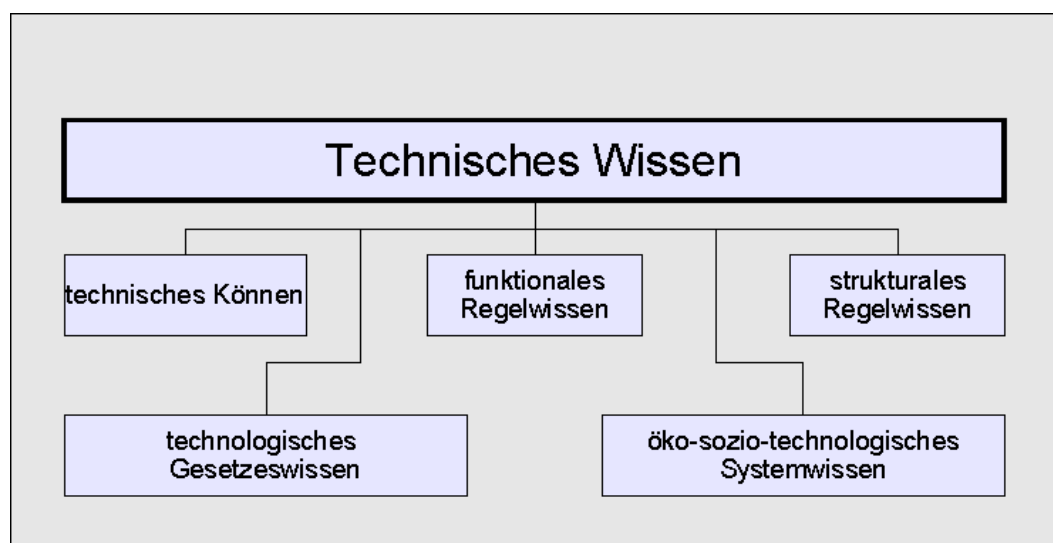 Technisches Wissen
technisches Können
funktionales
Regelwissen
strukturales
Regelwissen
technologisches
Gesetzeswissen
öko-sozio-technologisches
Systemwissen